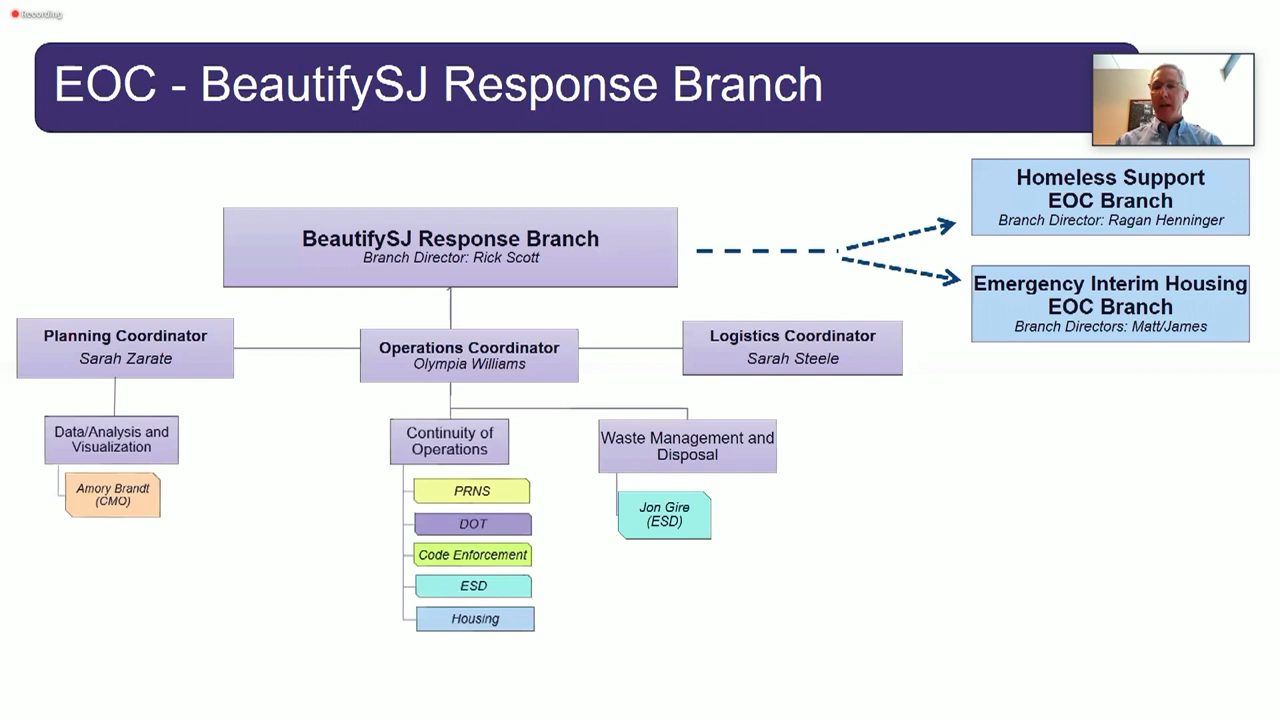 Recording
EOC - BeautifySJ Response Branch
Homeless Support
EOC Branch
Branch Director: Ragan Henninger
BeautifySJ Response Branch
Branch Director: Rick Scott
Emergency Interim Housing
EOC Branch
Branch Directors: Matt/James
Planning Coordinator
Sarah Zarate
Operations Coordinator
Olympia Williams
Logistics Coordinator
Sarah Steele
Data/Analysis and
Visualization
Amory Brandt
(CMO)
Continuity of
Operations
PRNS
DOT
Code Enforcement
ESD
Housing
Waste Management and
Disposal
Jon Gire
(ESD)